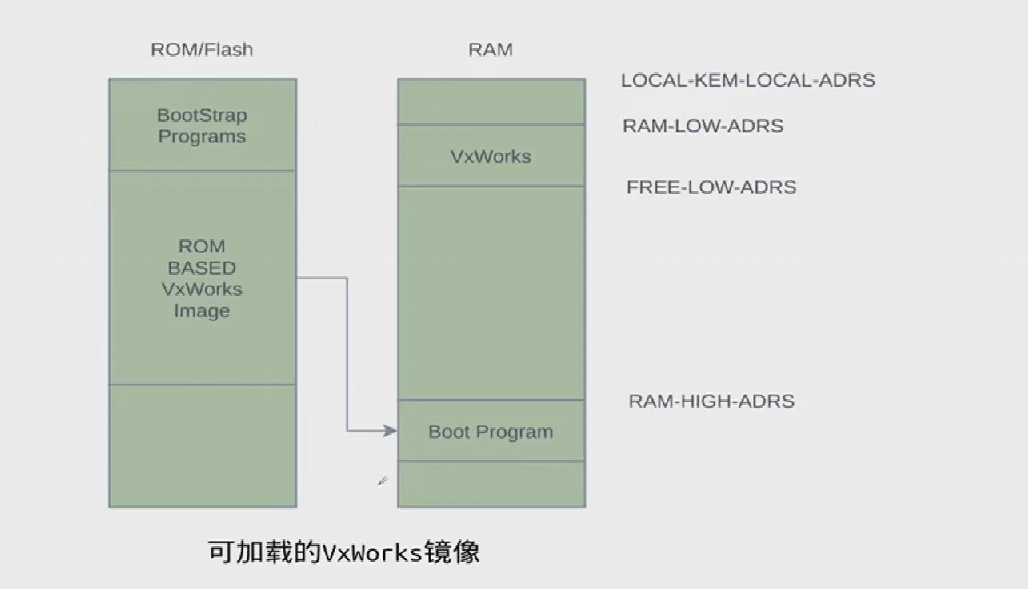 ROM/Flash
RAM
BootStrap
Programs
ROM
BASED
VxWorks
Image
VxWorks
Boot Program
LOCAL-KEM-LOCAL-ADRS
RAM-LOW-ADRS
FREE-LOW-ADRS
RAM-HIGH-ADRS
可加载的VxWorks镜像